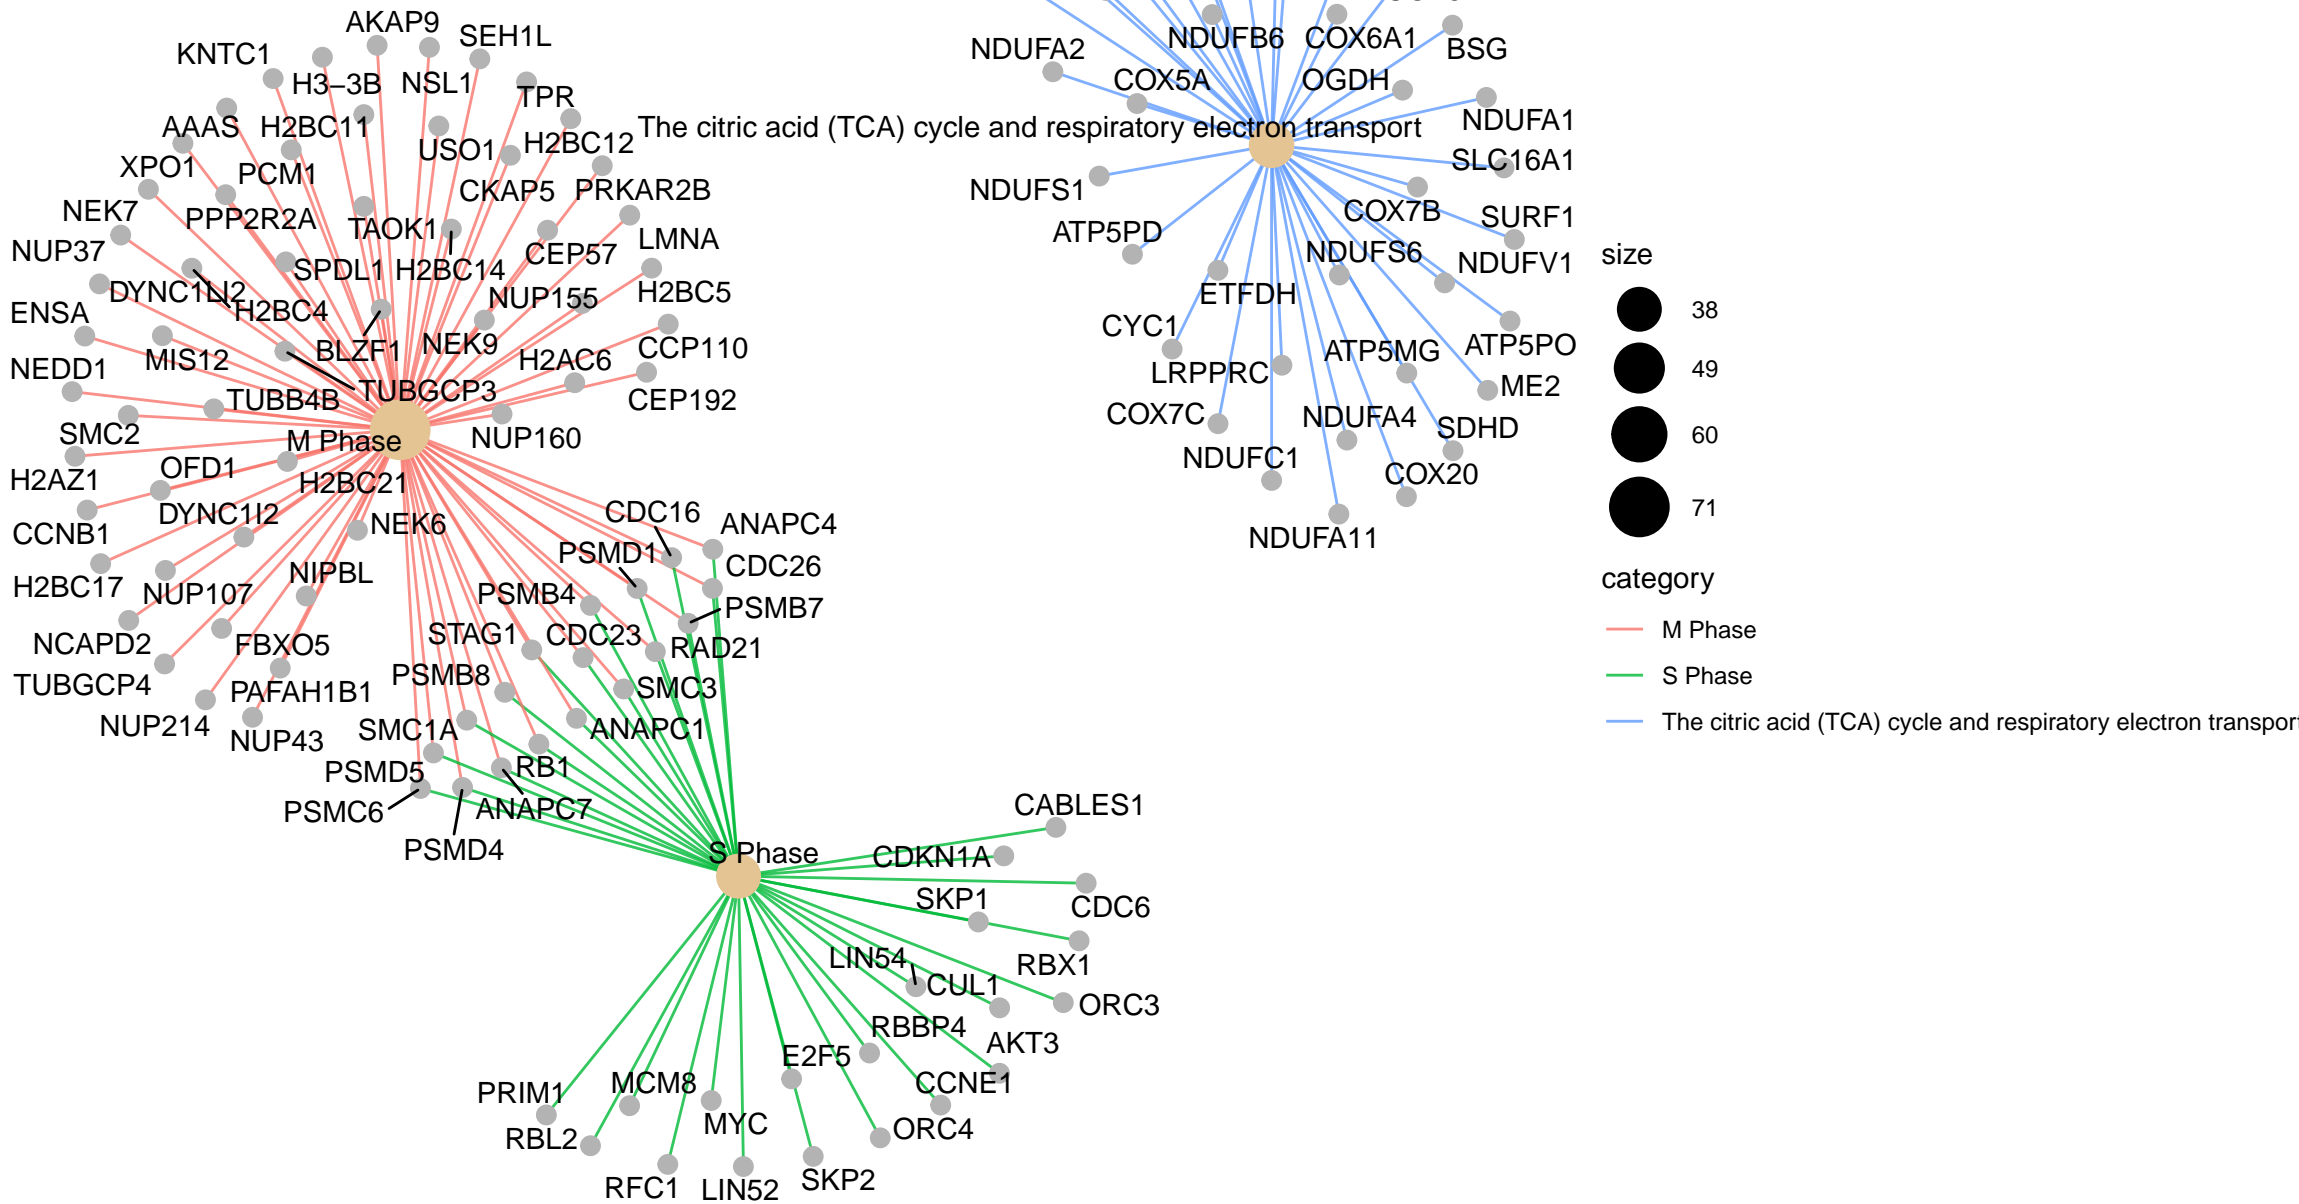 AKAP9
SEH1L
KNTC1
H3−3B
NSL1
TPR
AAAS
H2BC11
USO1
H2BC12
XPO1
PCM1
CKAP5
PRKAR2B
NEK7
PPP2R2A
TAOK1
LMNA
NUP37
SPDL1
H2BC14
CEP57
DYNC1LI2
H2BC4
NUP155
H2BC5
ENSA
MIS12
BLZF1
NEK9
H2AC6
CCP110
NEDD1
TUBB4B
TUBGCP3
CEP192
SMC2
M Phase
NUP160
H2AZ1
OFD1
H2BC21
CCNB1
DYNC1I2
NEK6
H2BC17
NUP107
NIPBL
NCAPD2
FBXO5
TUBGCP4
PAFAH1B1
NUP214
NUP43
CDC16
ANAPC4
PSMD1
CDC26
PSMB4
PSMB7
STAG1
CDC23
RAD21
PSMB8
SMC3
SMC1A
ANAPC1
PSMD5
RB1
PSMC6
ANAPC7
PSMD4
S Phase
CABLES1
CDKN1A
SKP1
CDC6
LIN54
CUL1
RBX1
ORC3
RBBP4
AKT3
E2F5
CCNE1
PRIM1
MCM8
MYC
ORC4
RBL2
RFC1
LIN52
SKP2
NDUFA2
NDUFB6
COX6A1
BSG
COX5A
OGDH
NDUFA1
The citric acid (TCA) cycle and respiratory electron transport
SLC16A1
NDUFS1
COX7B
SURF1
ATP5PD
NDUFS6
NDUFV1
ETFDH
CYC1
ATP5MG
ATP5PO
LRPPRC
ME2
COX7C
NDUFA4
SDHD
NDUFC1
COX20
NDUFA11
size
38
49
60
71
category
M Phase
S Phase
The citric acid (TCA) cycle and respiratory electron transport